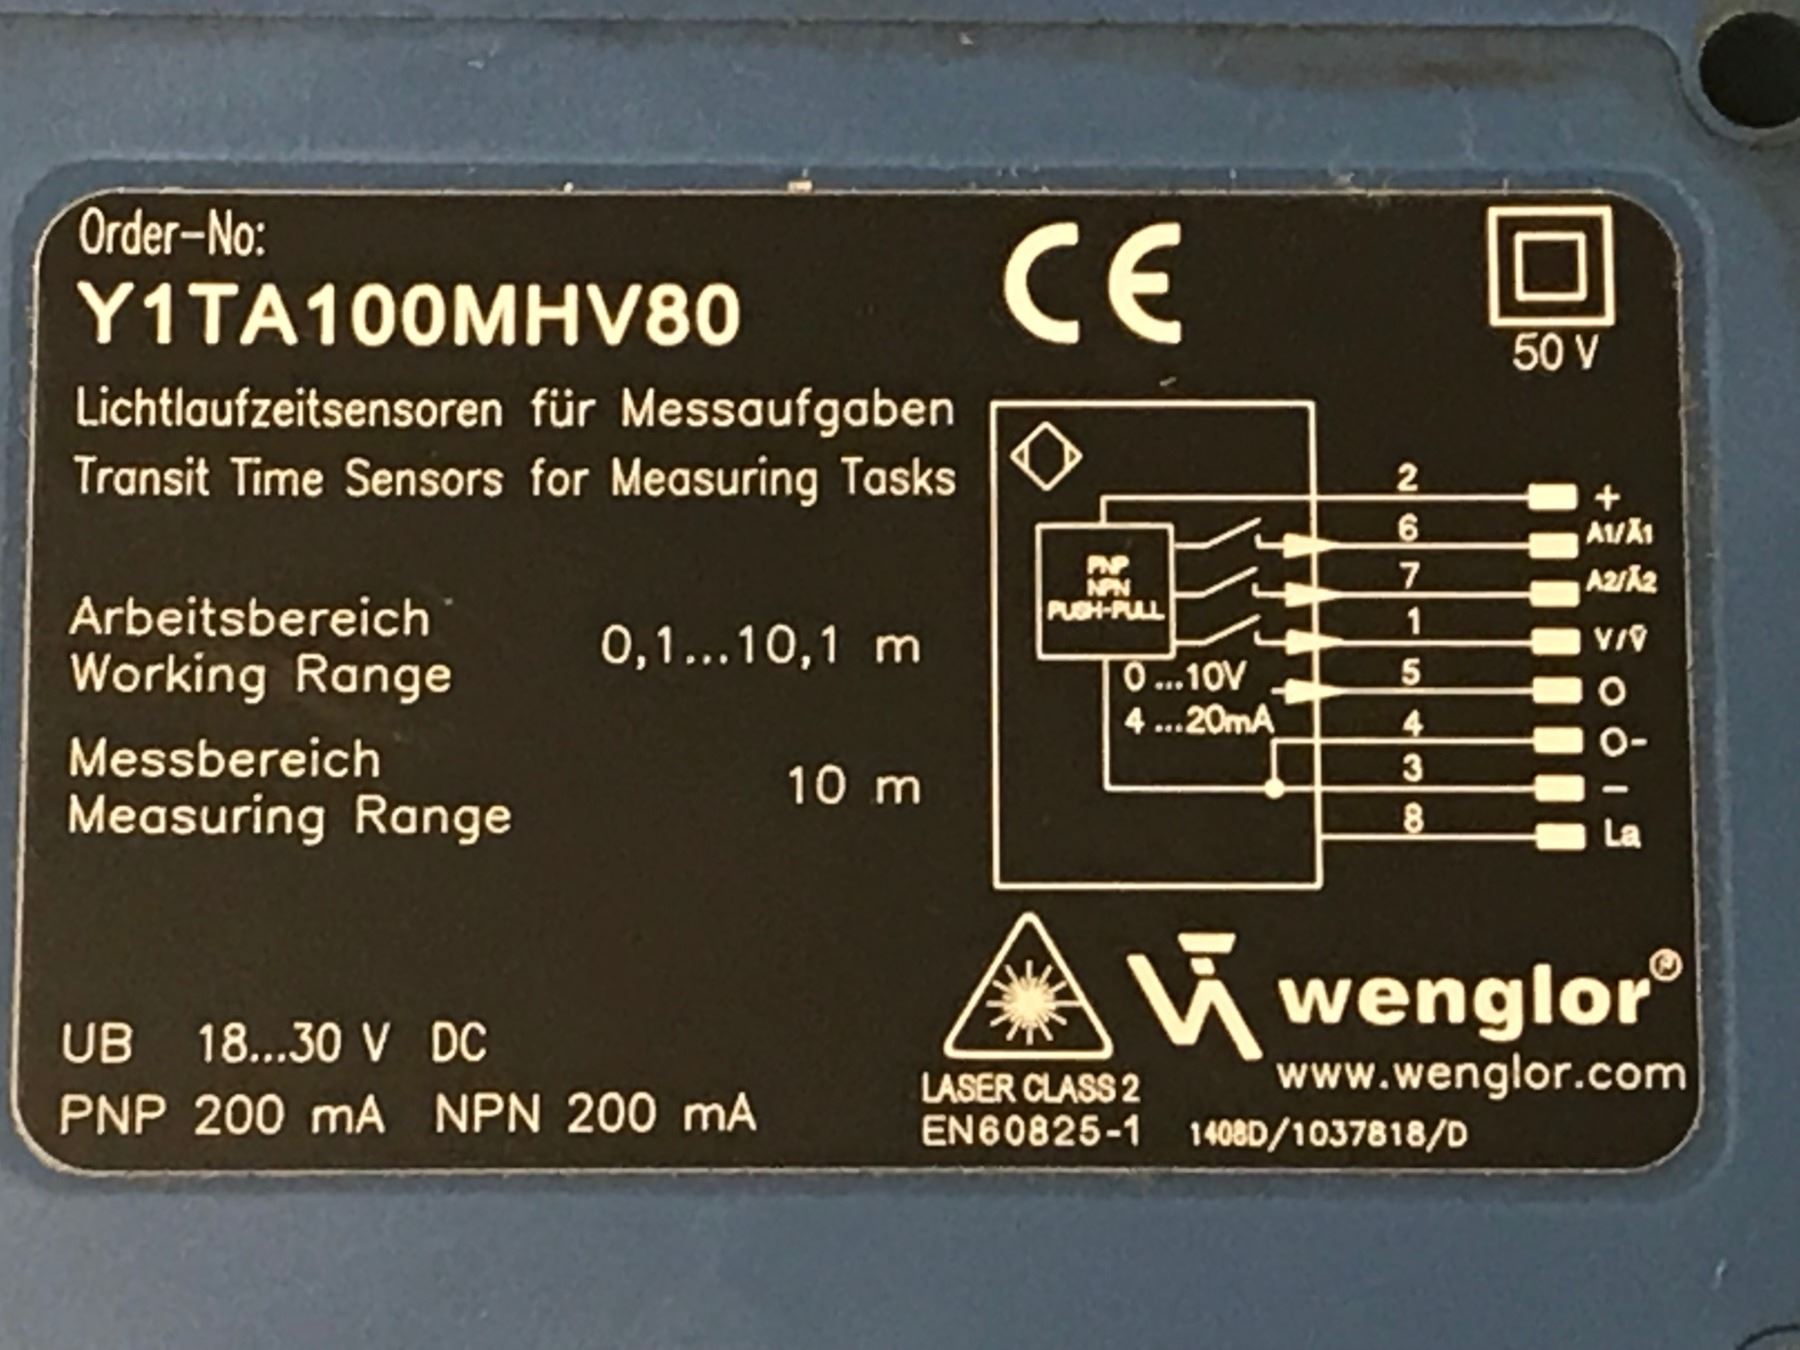 Order-No:
Y1TA100MHV80
CE
50 V
Lichtlaufzeitsensoren für Messaufgaben
Transit Time Sensors for Measuring Tasks
Arbeitsbereich
Working Range
0,1...10,1 m
Messbereich
Measuring Range
10 m
UB 18...30 V DC
PNP 200 mA NPN 200 mA
PNP
NPN
PUSH-PULL
0 ...10V
4 ...20mA
2 +
6 A1/Ā1
7 A2/Ā2
1 V/V̄
5 O
4 O-
3 –
8 La
LASER CLASS 2
EN60825-1
wenglor®
www.wenglor.com
1408D/1037818/D